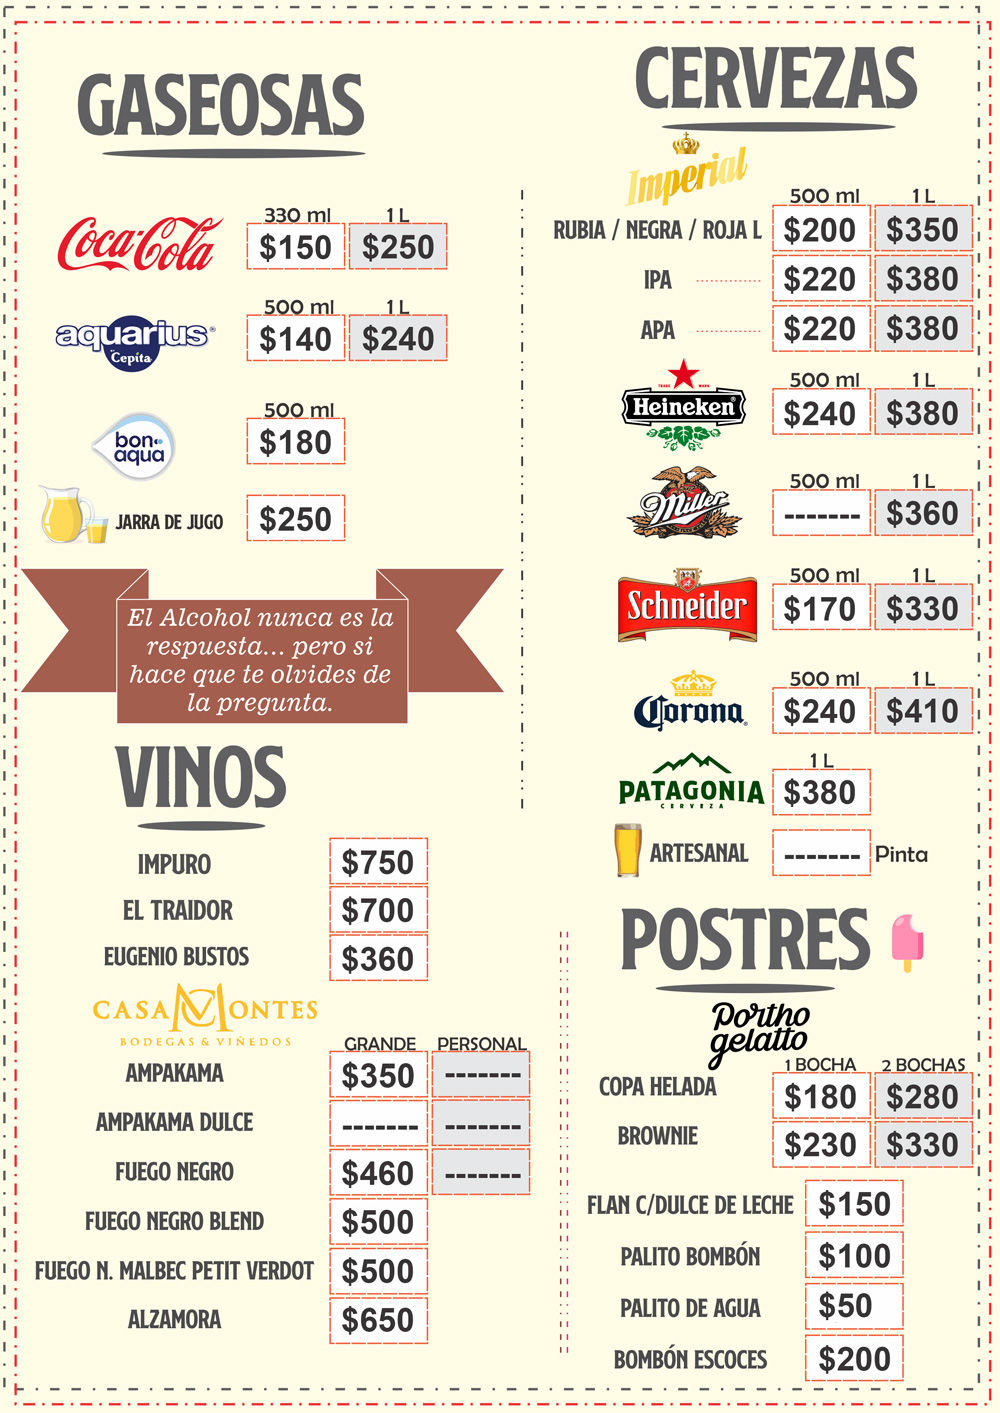 GASEOSAS
330 ml 1 L
Coca-Cola $150 $250
500 ml 1 L
aquarius® $140 $240
Cepita
500 ml
bon aqua $180
JARRA DE JUGO $250
El Alcohol nunca es la
respuesta... pero si
hace que te olvides de
la pregunta.
VINOS
IMPURO $750
EL TRAIDOR $700
EUGENIO BUSTOS $360
CASA MONTES
BODEGAS & VIÑEDOS
GRANDE PERSONAL
AMPAKAMA $350 -------
AMPAKAMA DULCE ------- -------
FUEGO NEGRO $460 -------
FUEGO NEGRO BLEND $500
FUEGO N. MALBEC PETIT VERDOT $500
ALZAMORA $650
CERVEZAS
Imperial
500 ml 1 L
RUBIA / NEGRA / ROJA L $200 $350
IPA $220 $380
APA $220 $380
500 ml 1 L
TRADE MARK
Heineken® $240 $380
500 ml 1 L
Miller ------- $360
500 ml 1 L
Schneider $170 $330
500 ml 1 L
Corona $240 $410
1 L
PATAGONIA $380
CERVEZA
ARTESANAL ------- Pinta
POSTRES
Portho
gelatto
1 BOCHA 2 BOCHAS
COPA HELADA $180 $280
BROWNIE $230 $330
FLAN C/DULCE DE LECHE $150
PALITO BOMBÓN $100
PALITO DE AGUA $50
BOMBÓN ESCOCES $200